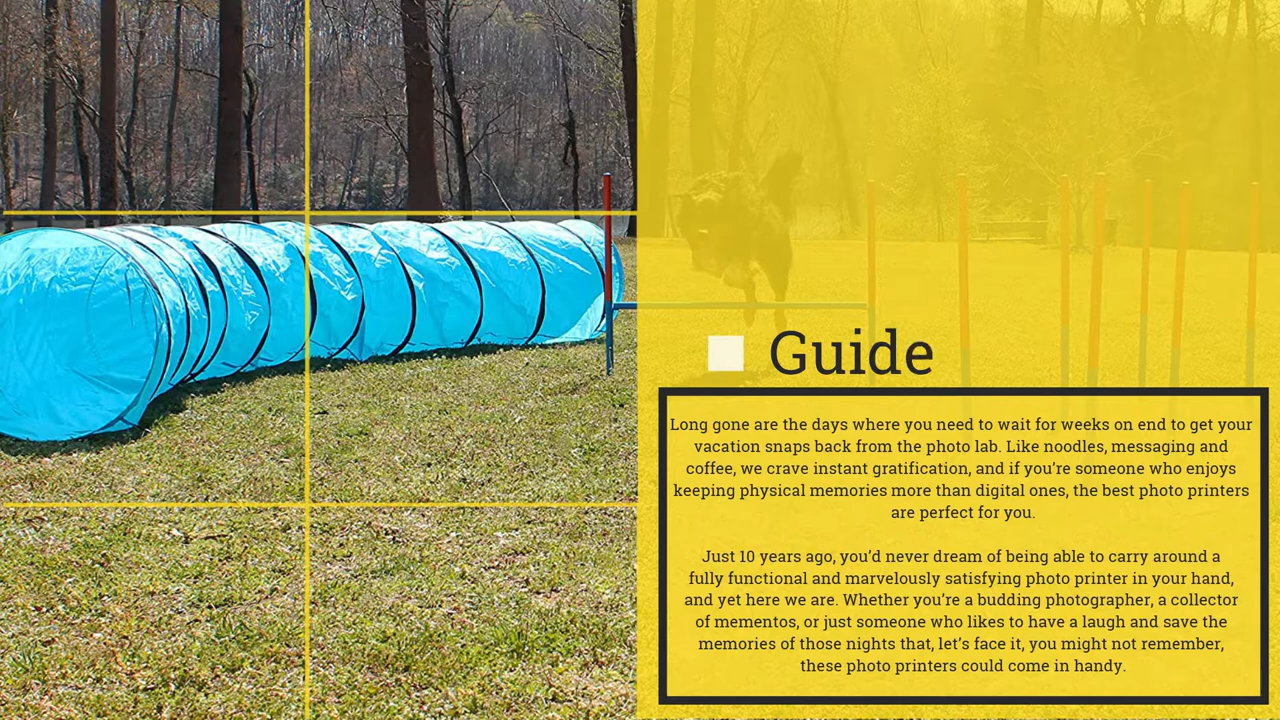 Guide
Long gone are the days where you need to wait for weeks on end to get your
vacation snaps back from the photo lab. Like noodles, messaging and
coffee, we crave instant gratification, and if you’re someone who enjoys
keeping physical memories more than digital ones, the best photo printers
are perfect for you.
Just 10 years ago, you’d never dream of being able to carry around a
fully functional and marvelously satisfying photo printer in your hand,
and yet here we are. Whether you’re a budding photographer, a collector
of mementos, or just someone who likes to have a laugh and save the
memories of those nights that, let’s face it, you might not remember,
these photo printers could come in handy.